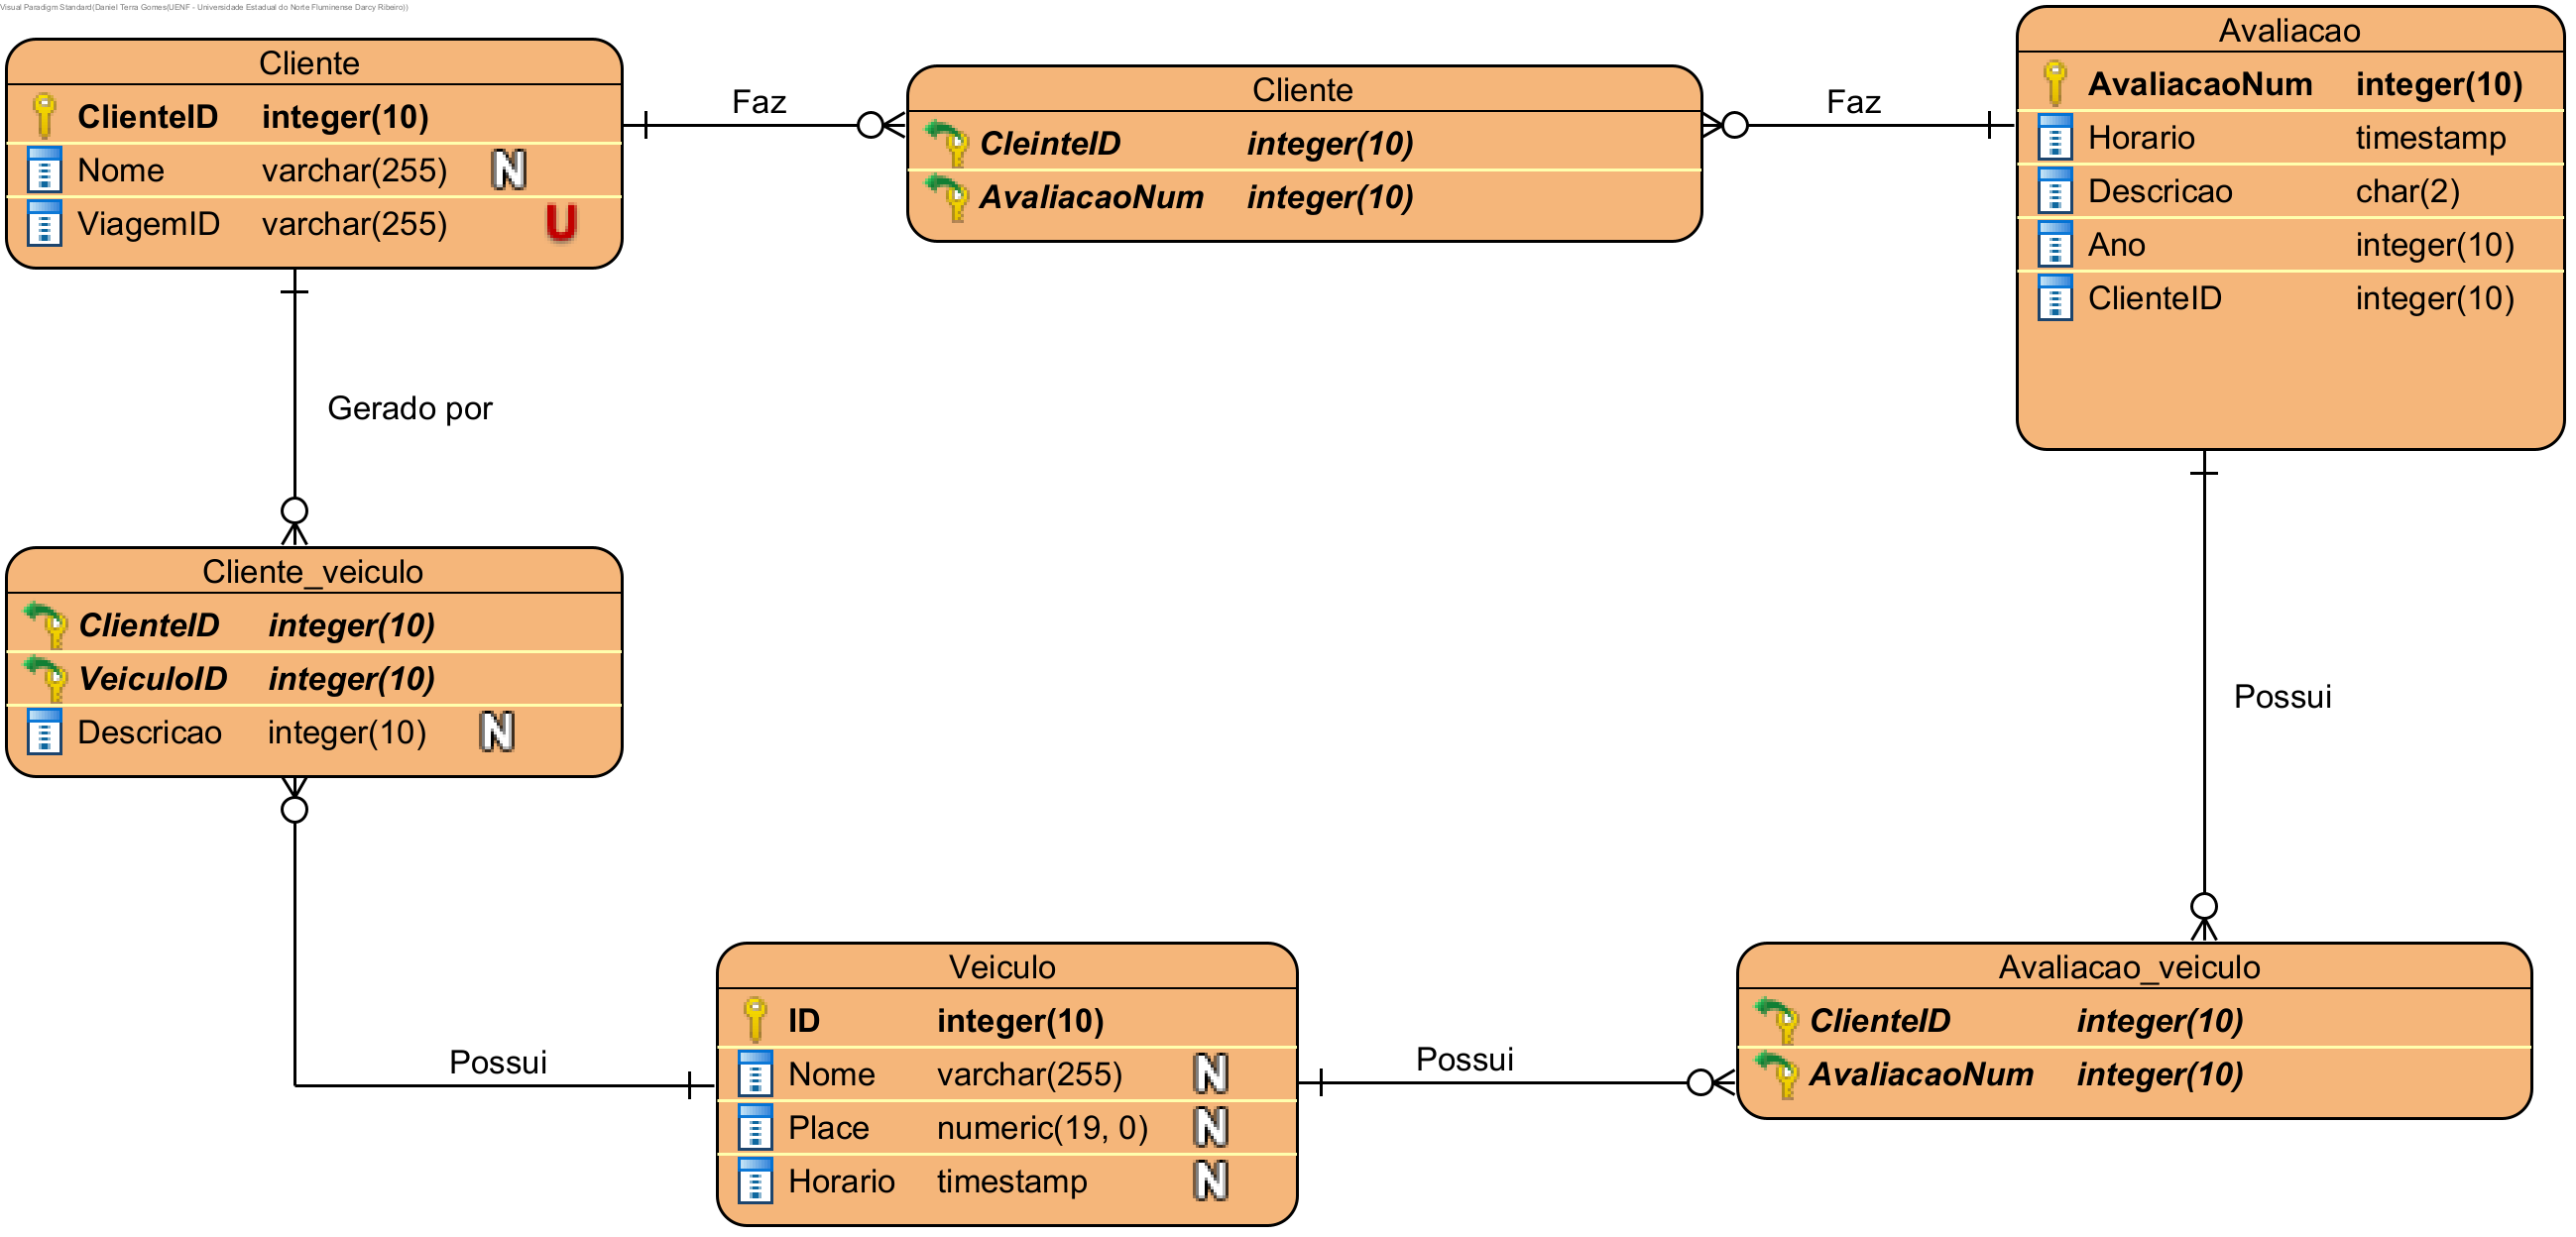 Visual Paradigm Standard(Daniel Terra Gomes(UENF - Universidade Estadual do Norte Fluminense Darcy Ribeiro))
Cliente
ClienteID integer(10)
Nome varchar(255) N
ViagemID varchar(255) U
Faz
Cliente
CleinteID integer(10)
AvaliacaoNum integer(10)
Faz
Avaliacao
AvaliacaoNum integer(10)
Horario timestamp
Descricao char(2)
Ano integer(10)
ClienteID integer(10)
Gerado por
Cliente_veiculo
ClienteID integer(10)
VeiculoID integer(10)
Descricao integer(10) N
Possui
Possui
Veiculo
ID integer(10)
Nome varchar(255) N
Place numeric(19, 0) N
Horario timestamp N
Possui
Avaliacao_veiculo
ClienteID integer(10)
AvaliacaoNum integer(10)